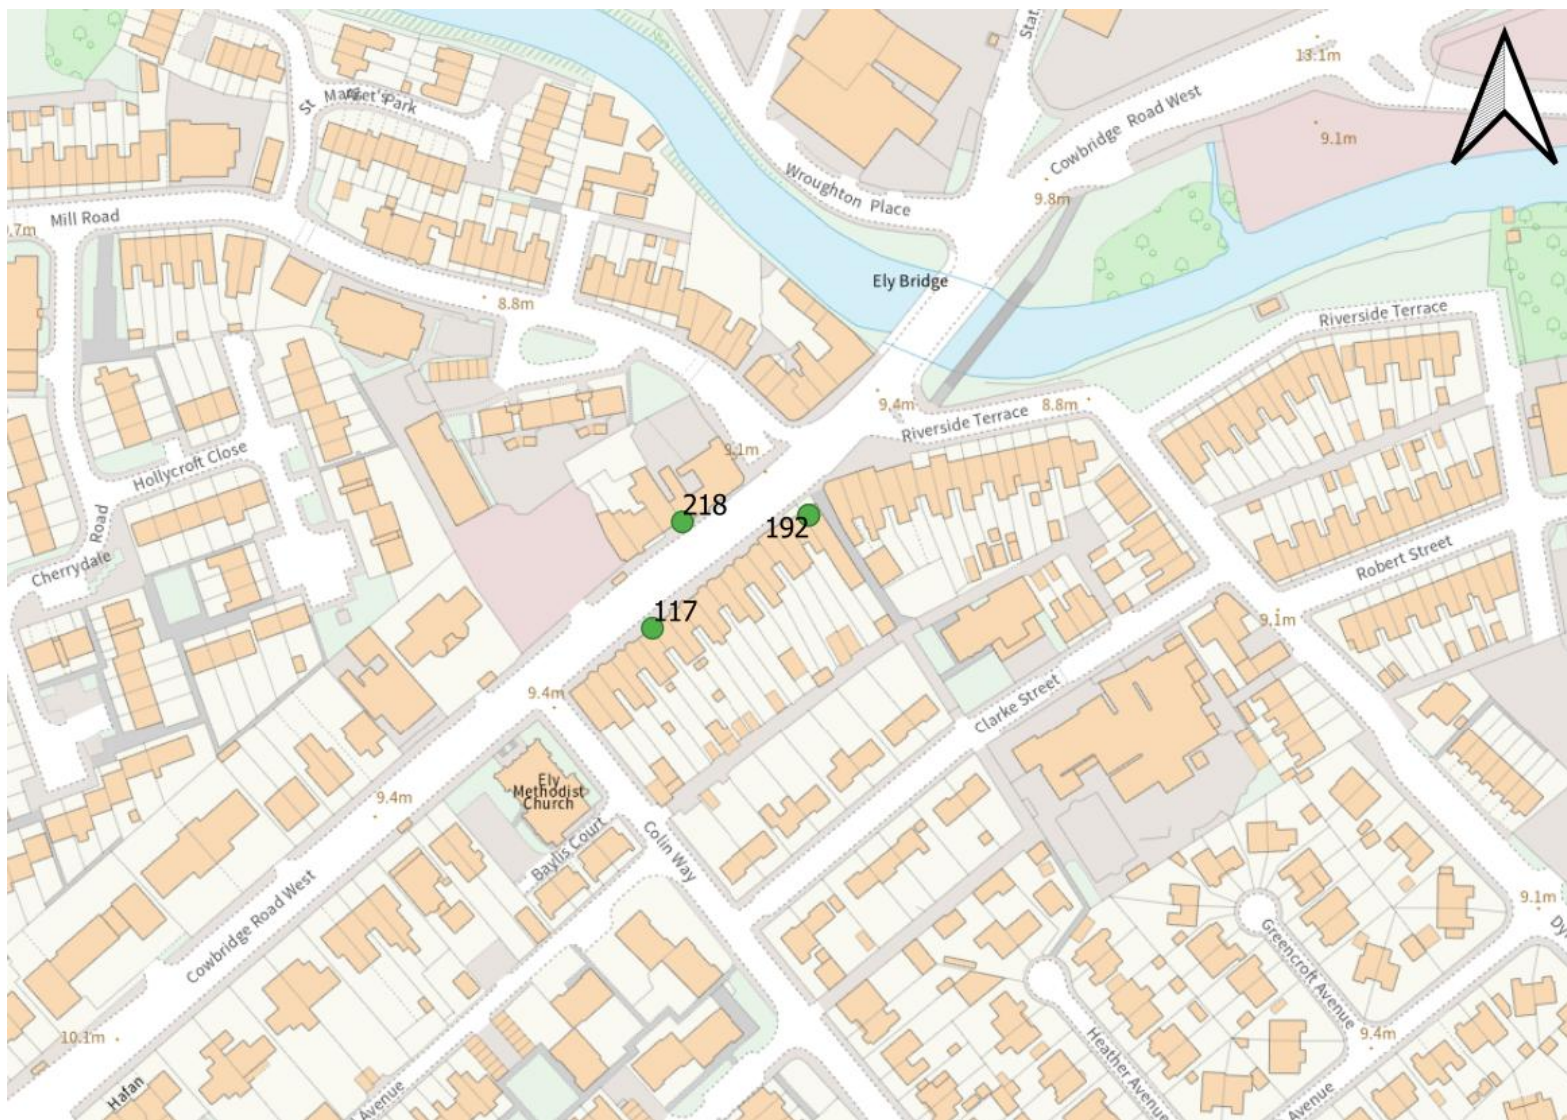 13.1m
St Marg
et's Park
Cowbridge Road West
9.1m
Wroughton Place
Mill Road
9.8m
.7m
Ely Bridge
8.8m
Riverside Terrace
9.4m
8.8m
Riverside Terrace
9.1m
Hollycroft Close
218
192
Road
Cherrydale
Robert Street
117
9.1m
9.4m
Clarke Street
Ely
Methodist
Church
9.4m
Colin Way
Baylis Court
9.1m
Cowbridge Road West
Greencroft Avenue
10.1m
9.4m
Heather Avenue
Hafan
Avenue
Avenue